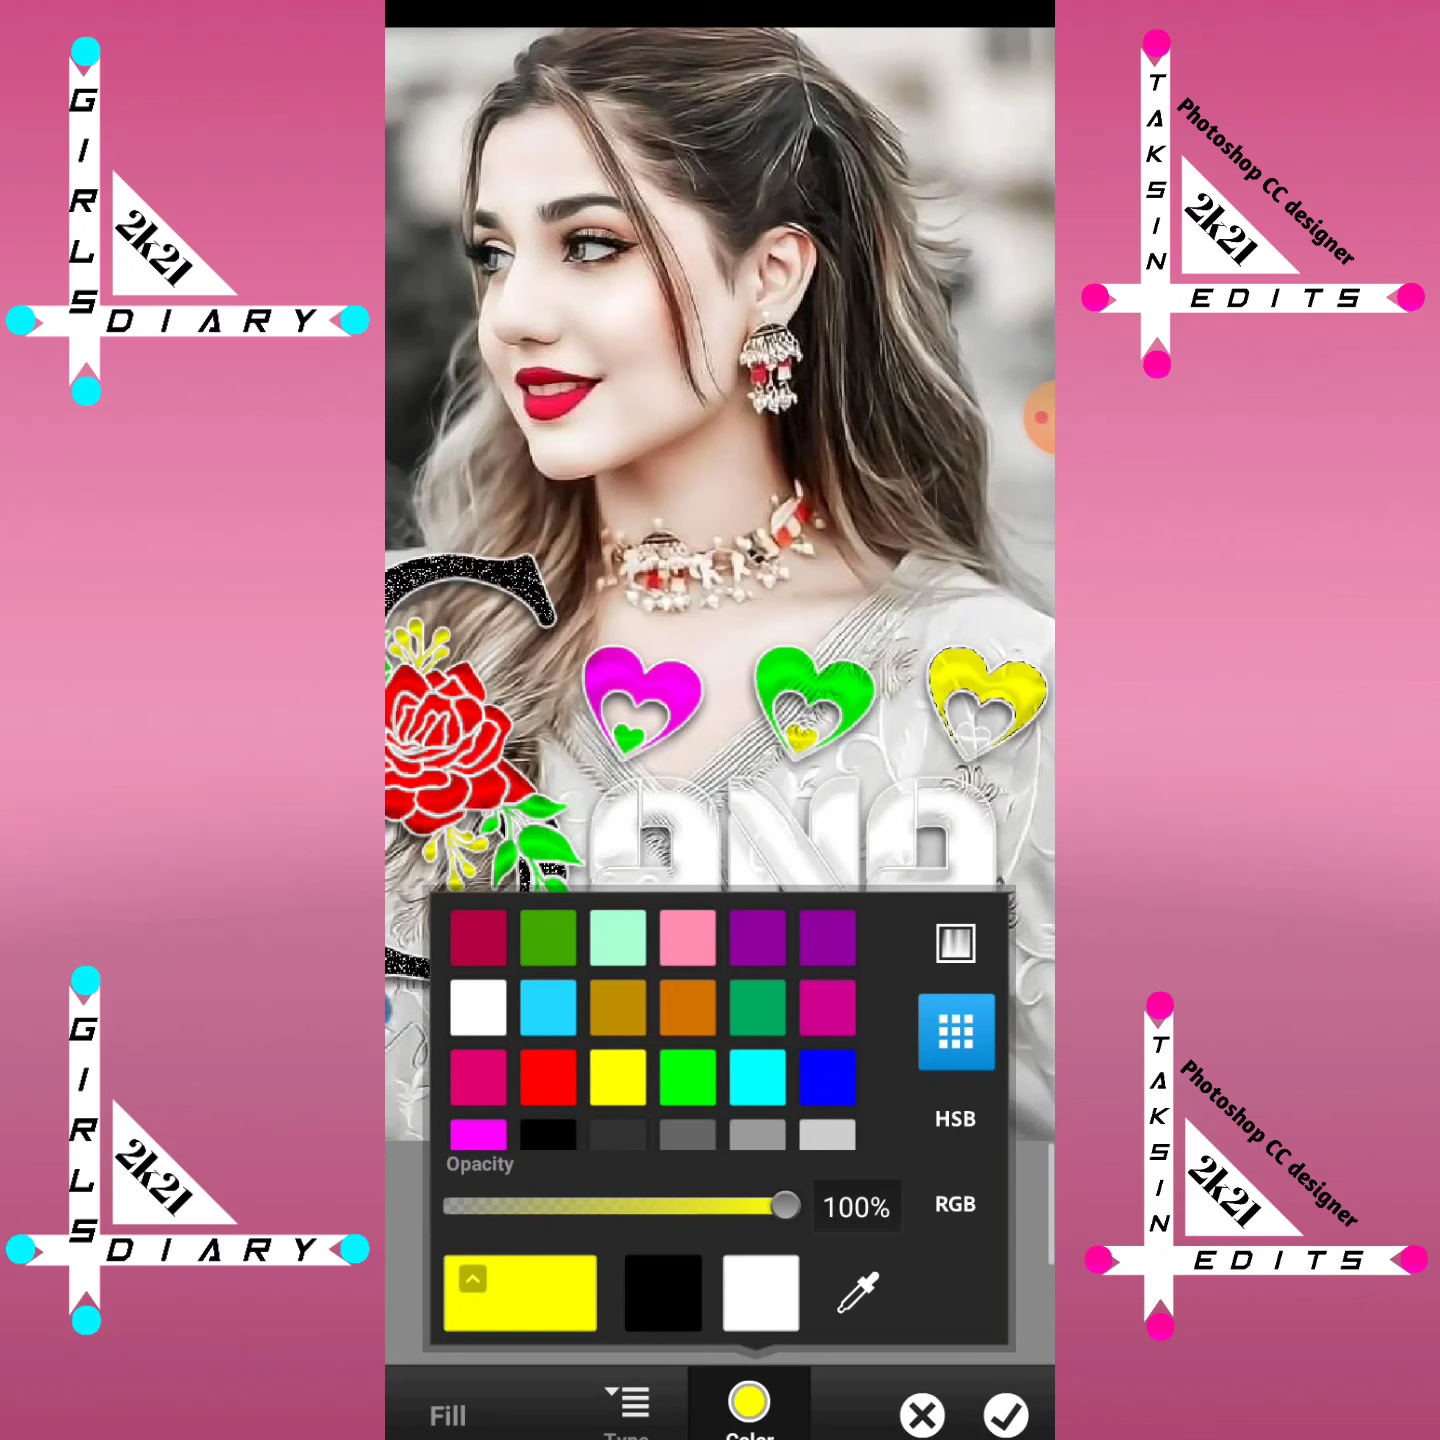 GIRLS
2k21
DIARY
TAKSIN
Photoshop CC designer
2k21
EDITS
HSB
Opacity
100%
RGB
Fill
GIRLS
2k21
DIARY
TAKSIN
Photoshop CC designer
2k21
EDITS